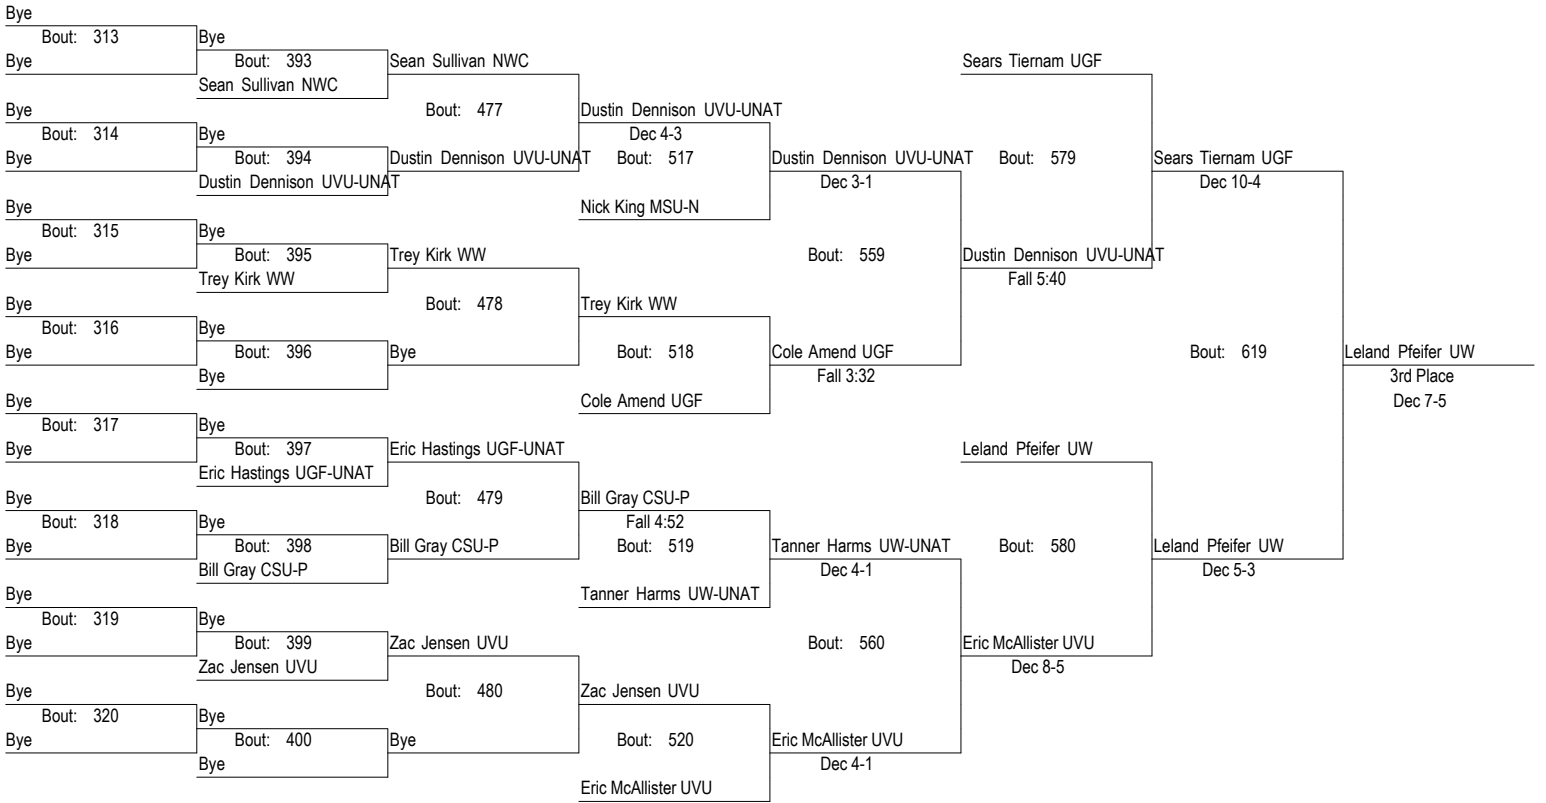 Bye
Bout: 313 Bye
Bye Bout: 393 Sean Sullivan NWC Sears Tiernam UGF
Sean Sullivan NWC
Bye Bout: 477 Dustin Dennison UVU-UNAT
Bout: 314 Bye Dec 4-3
Bye Bout: 394 Dustin Dennison UVU-UNAT Bout: 517 Dustin Dennison UVU-UNAT Bout: 579 Sears Tiernam UGF
Dustin Dennison UVU-UNAT Dec 3-1 Dec 10-4
Bye Nick King MSU-N
Bout: 315 Bye
Bye Bout: 395 Trey Kirk WW Bout: 559 Dustin Dennison UVU-UNAT
Trey Kirk WW Fall 5:40
Bye Bout: 478 Trey Kirk WW
Bout: 316 Bye
Bye Bout: 396 Bye Bout: 518 Cole Amend UGF Bout: 619 Leland Pfeifer UW
Bye Fall 3:32 3rd Place
Bye Cole Amend UGF Dec 7-5
Bout: 317 Bye
Bye Bout: 397 Eric Hastings UGF-UNAT Leland Pfeifer UW
Eric Hastings UGF-UNAT
Bye Bout: 479 Bill Gray CSU-P
Bout: 318 Bye Fall 4:52
Bye Bout: 398 Bill Gray CSU-P Bout: 519 Tanner Harms UW-UNAT Bout: 580 Leland Pfeifer UW
Bill Gray CSU-P Dec 4-1 Dec 5-3
Bye Tanner Harms UW-UNAT
Bout: 319 Bye
Bye Bout: 399 Zac Jensen UVU Bout: 560 Eric McAllister UVU
Zac Jensen UVU Dec 8-5
Bye Bout: 480 Zac Jensen UVU
Bout: 320 Bye
Bye Bout: 400 Bye Bout: 520 Eric McAllister UVU
Bye Dec 4-1
Eric McAllister UVU